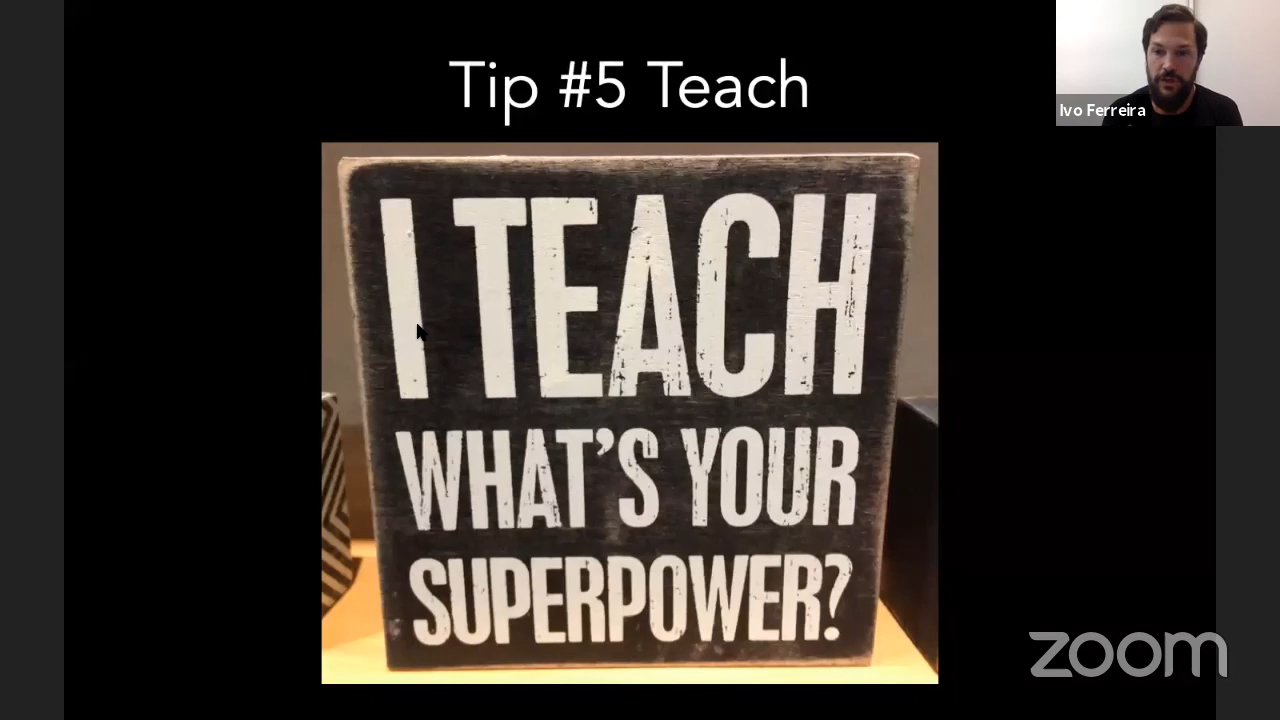 Tip #5 Teach
Ivo Ferreira
I TEACH
WHAT'S YOUR
SUPERPOWER?
zoom